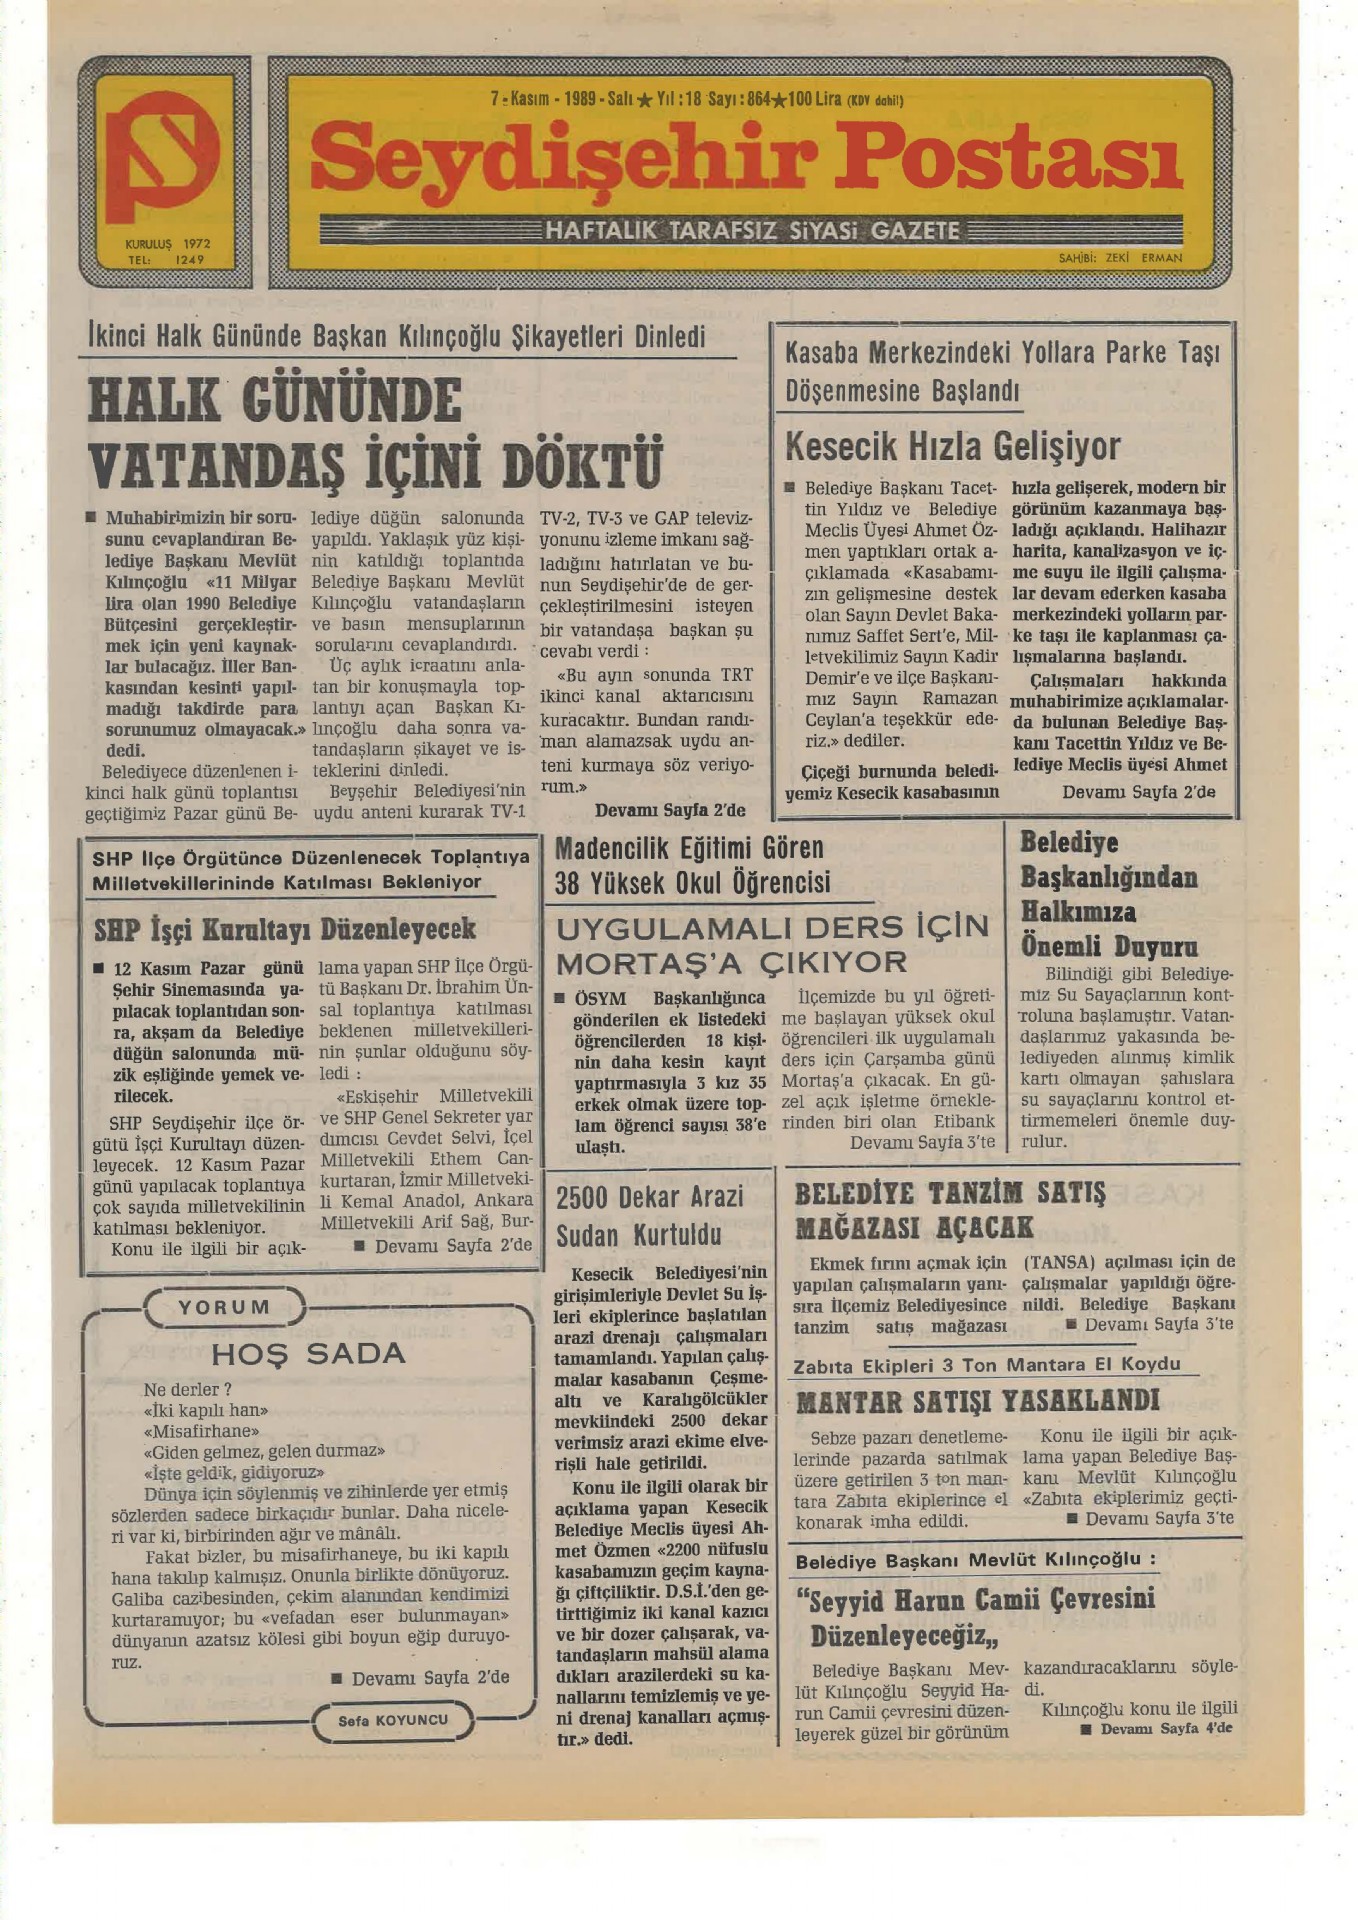 7-Kasım - 1989 - Salı ★ Yıl : 18 Sayı : 864 ★ 100 Lira (KDV dahil)
Seydişehir Postası
HAFTALIK TARAFSIZ SİYASİ GAZETE
SAHİBİ: ZEKİ ERMAN
KURULUŞ 1972
TEL: 1249
İkinci Halk Gününde Başkan Kılınçoğlu Şikayetleri Dinledi
HALK GÜNÜNDE
VATANDAŞ İÇİNİ DÖKTÜ
■ Muhabirimizin bir soru-
sunu cevaplandıran Be-
lediye Başkanı Mevlüt
Kılınçoğlu «11 Milyar
lira olan 1990 Belediye
Bütçesini gerçekleştir-
mek için yeni kaynak-
lar bulacağız. İller Ban-
kasından kesinti yapıl-
madığı takdirde para
sorunumuz olmayacak.»
dedi.
Belediyece düzenlenen i-
kinci halk günü toplantısı
geçtiğimiz Pazar günü Be-
lediye düğün salonunda
yapıldı. Yaklaşık yüz kişi-
nin katıldığı toplantıda
Belediye Başkanı Mevlüt
Kılınçoğlu vatandaşların
ve basın mensuplarının
sorularını cevaplandırdı.
Üç aylık icraatını anla-
tan bir konuşmayla top-
lantıyı açan Başkan Kı-
lınçoğlu daha sonra va-
tandaşların şikayet ve is-
teklerini dinledi.
Beyşehir Belediyesi'nin
uydu anteni kurarak TV-1
TV-2, TV-3 ve GAP televiz-
yonunu izleme imkanı sağ-
ladığını hatırlatan ve bu-
nun Seydişehir'de de ger-
çekleştirilmesini isteyen
bir vatandaşa başkan şu
cevabı verdi :
«Bu ayın sonunda TRT
ikinci kanal aktarıcısını
kuracaktır. Bundan randı-
man alamazsak uydu an-
teni kurmaya söz veriyo-
rum.»
Devamı Sayfa 2'de
Kasaba Merkezindeki Yollara Parke Taşı
Döşenmesine Başlandı
Kesecik Hızla Gelişiyor
■ Belediye Başkanı Tacet-
tin Yıldız ve Belediye
Meclis Üyesi Ahmet Öz-
men yaptıkları ortak a-
çıklamada «Kasabamı-
zın gelişmesine destek
olan Sayın Devlet Baka-
nımız Saffet Sert'e, Mil-
letvekilimiz Sayın Kadir
Demir'e ve ilçe Başkanı-
mız Sayın Ramazan
Ceylan'a teşekkür ede-
riz.» dediler.
Çiçeği burnunda beledi-
yemiz Kesecik kasabasının
hızla gelişerek, modern bir
görünüm kazanmaya baş-
ladığı açıklandı. Halihazır
harita, kanalizasyon ve iç-
me suyu ile ilgili çalışma-
lar devam ederken kasaba
merkezindeki yolların par-
ke taşı ile kaplanması ça-
lışmalarına başlandı.
Çalışmaları hakkında
muhabirimize açıklamalar-
da bulunan Belediye Baş-
kanı Tacettin Yıldız ve Be-
lediye Meclis üyesi Ahmet
Devamı Sayfa 2'de
SHP İlçe Örgütünce Düzenlenecek Toplantıya
Milletvekillerininde Katılması Bekleniyor
SHP İşçi Kurultayı Düzenleyecek
■ 12 Kasım Pazar günü
Şehir Sinemasında ya-
pılacak toplantıdan son-
ra, akşam da Belediye
düğün salonunda mü-
zik eşliğinde yemek ve-
rilecek.
SHP Seydişehir ilçe ör-
gütü İşçi Kurultayı düzen-
leyecek. 12 Kasım Pazar
günü yapılacak toplantıya
çok sayıda milletvekilinin
katılması bekleniyor.
Konu ile ilgili bir açık-
lama yapan SHP İlçe Örgü-
tü Başkanı Dr. İbrahim Ün-
sal toplantıya katılması
beklenen milletvekilleri-
nin şunlar olduğunu söy-
ledi :
«Eskişehir Milletvekili
ve SHP Genel Sekreter yar
dımcısı Cevdet Selvi, İçel
Milletvekili Ethem Can-
kurtaran, İzmir Milletveki-
li Kemal Anadol, Ankara
Milletvekili Arif Sağ, Bur-
■ Devamı Sayfa 2'de
Madencilik Eğitimi Gören
38 Yüksek Okul Öğrencisi
UYGULAMALI DERS İÇİN
MORTAŞ'A ÇIKIYOR
■ ÖSYM Başkanlığınca
gönderilen ek listedeki
öğrencilerden 18 kişi-
nin daha kesin kayıt
yaptırmasıyla 3 kız 35
erkek olmak üzere top-
lam öğrenci sayısı 38'e
ulaştı.
İlçemizde bu yıl öğreti-
me başlayan yüksek okul
öğrencileri ilk uygulamalı
ders için Çarşamba günü
Mortaş'a çıkacak. En gü-
zel açık işletme örnekle-
rinden biri olan Etibank
Devamı Sayfa 3'te
Belediye
Başkanlığından
Halkımıza
Önemli Duyuru
Bilindiği gibi Belediye-
miz Su Sayaçlarının kont-
roluna başlamıştır. Vatan-
daşlarımız yakasında be-
lediyeden alınmış kimlik
kartı olmayan şahıslara
su sayaçlarını kontrol et-
tirmemeleri önemle duy-
rulur.
YORUM
HOŞ SADA
Ne derler ?
«İki kapılı han»
«Misafirhane»
«Giden gelmez, gelen durmaz»
«İşte geldik, gidiyoruz»
Dünya için söylenmiş ve zihinlerde yer etmiş
sözlerden sadece birkaçıdır bunlar. Daha nicele-
ri var ki, birbirinden ağır ve mânâlı.
Fakat bizler, bu misafirhaneye, bu iki kapılı
hana takılıp kalmışız. Onunla birlikte dönüyoruz.
Galiba cazibesinden, çekim alanından kendimizi
kurtaramıyor; bu «vefadan eser bulunmayan»
dünyanın azatsız kölesi gibi boyun eğip duruyo-
ruz.
■ Devamı Sayfa 2'de
Sefa KOYUNCU
2500 Dekar Arazi
Sudan Kurtuldu
Kesecik Belediyesi'nin
girişimleriyle Devlet Su İş-
leri ekiplerince başlatılan
arazi drenajı çalışmaları
tamamlandı. Yapılan çalış-
malar kasabanın Çeşme-
altı ve Karalıgölcükler
mevkiindeki 2500 dekar
verimsiz arazi ekime elve-
rişli hale getirildi.
Konu ile ilgili olarak bir
açıklama yapan Kesecik
Belediye Meclis üyesi Ah-
met Özmen «2200 nüfuslu
kasabamızın geçim kayna-
ğı çiftçiliktir. D.S.İ.'den ge-
tirttiğimiz iki kanal kazıcı
ve bir dozer çalışarak, va-
tandaşların mahsül alama
dıkları arazilerdeki su ka-
nallarını temizlemiş ve ye-
ni drenaj kanalları açmış-
tır.» dedi.
BELEDİYE TANZİM SATIŞ
MAĞAZASI AÇACAK
Ekmek fırını açmak için
yapılan çalışmaların yanı-
sıra İlçemiz Belediyesince
tanzim satış mağazası
(TANSA) açılması için de
çalışmalar yapıldığı öğre-
nildi. Belediye Başkanı
■ Devamı Sayfa 3'te
Zabıta Ekipleri 3 Ton Mantara El Koydu
MANTAR SATIŞI YASAKLANDI
Sebze pazarı denetleme-
lerinde pazarda satılmak
üzere getirilen 3 ton man-
tara Zabıta ekiplerince el
konarak imha edildi.
Konu ile ilgili bir açık-
lama yapan Belediye Baş-
kanı Mevlüt Kılınçoğlu
«Zabıta ekiplerimiz geçti-
■ Devamı Sayfa 3'te
Belediye Başkanı Mevlüt Kılınçoğlu :
“Seyyid Harun Camii Çevresini
Düzenleyeceğiz„
Belediye Başkanı Mev-
lüt Kılınçoğlu Seyyid Ha-
run Camii çevresini düzen-
leyerek güzel bir görünüm
kazandıracaklarını söyle-
di.
Kılınçoğlu konu ile ilgili
■ Devamı Sayfa 4'de